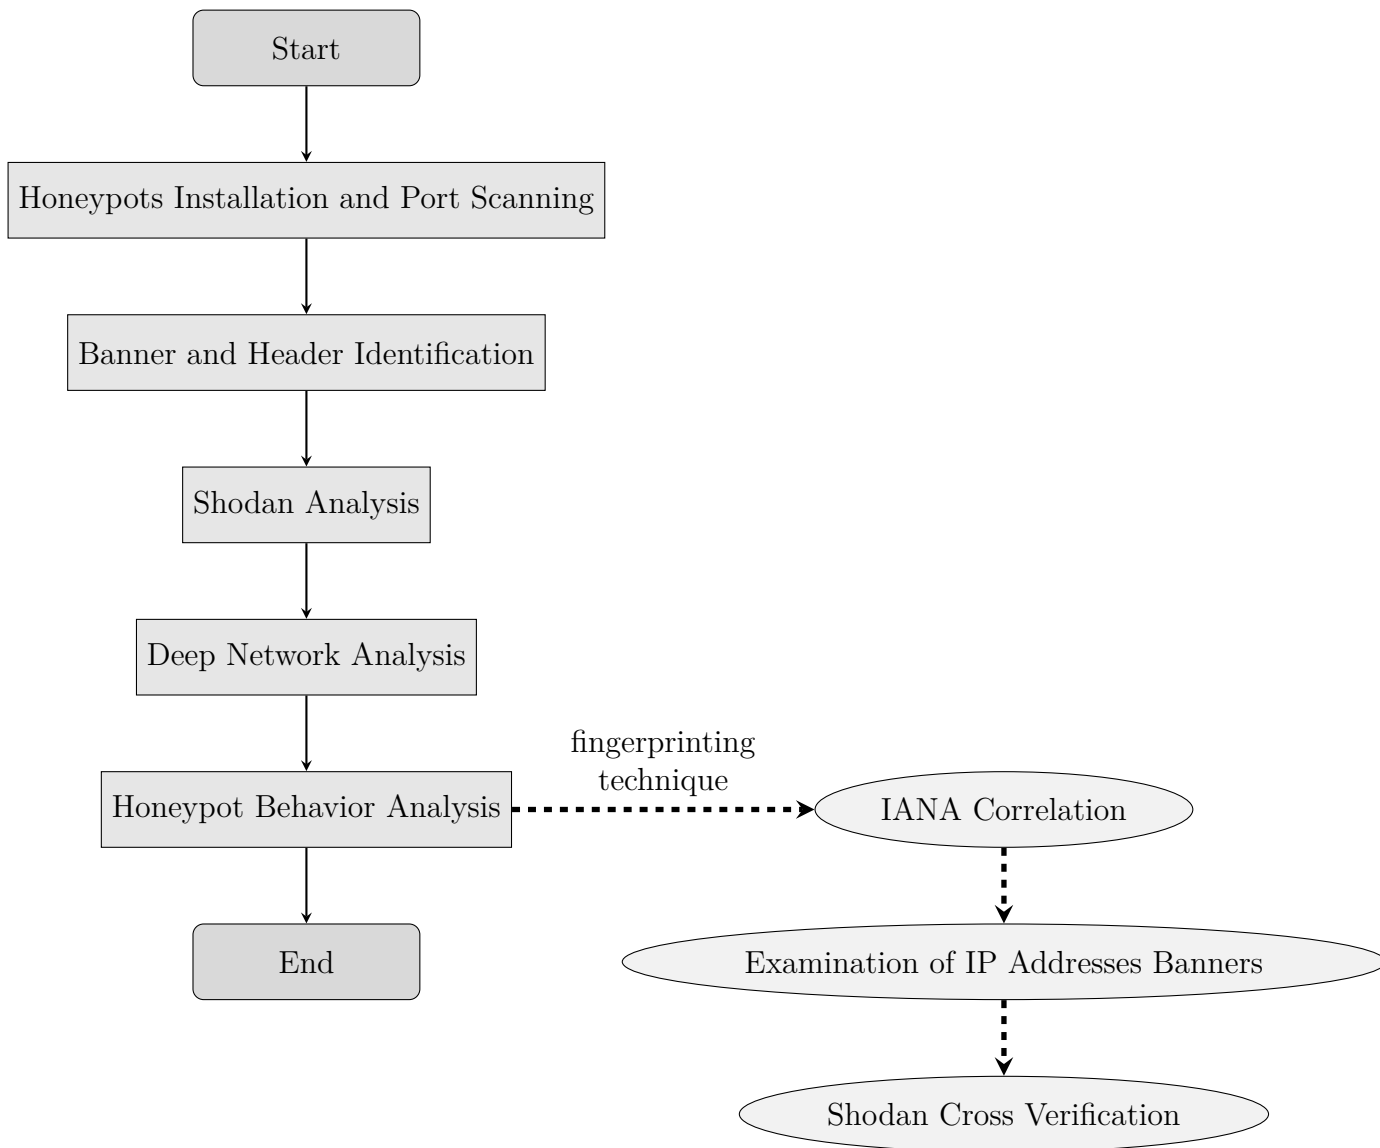 Start
Honeypots Installation and Port Scanning
Banner and Header Identification
Shodan Analysis
Deep Network Analysis
fingerprinting
technique
Honeypot Behavior Analysis
IANA Correlation
End
Examination of IP Addresses Banners
Shodan Cross Verification